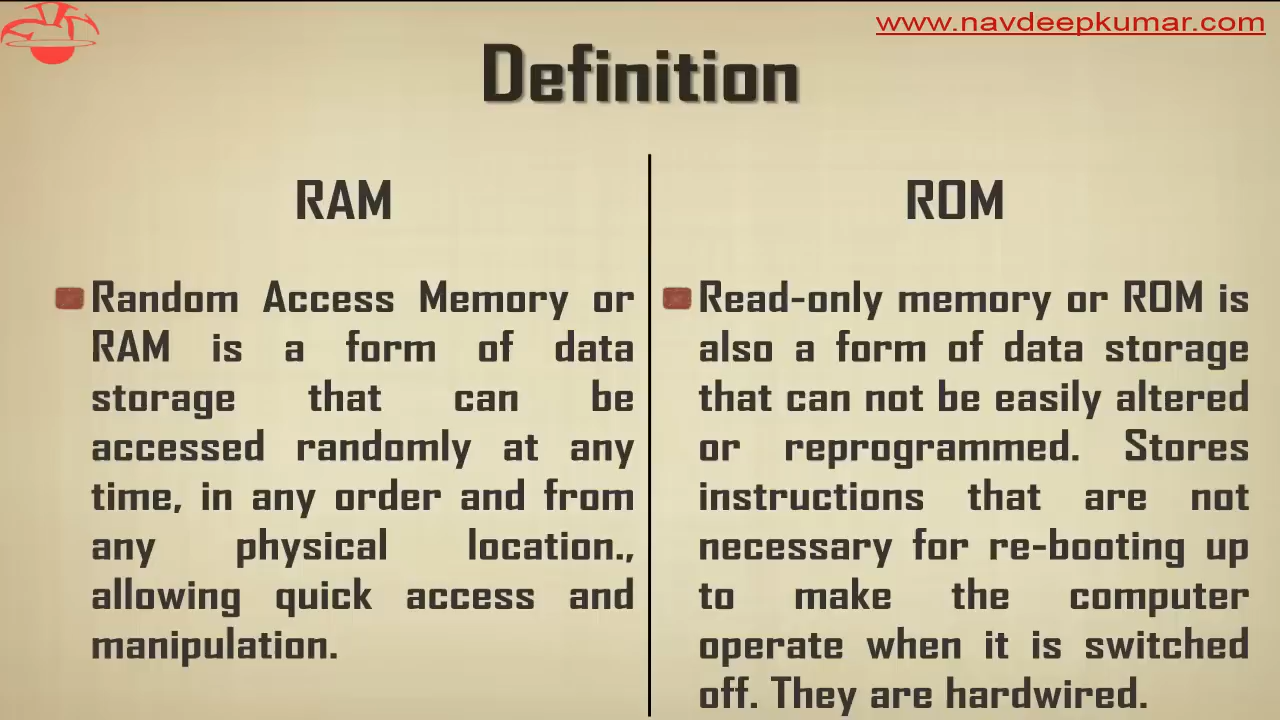 www.navdeepkumar.com
Definition
RAM
Random Access Memory or
RAM is a form of data
storage that can be
accessed randomly at any
time, in any order and from
any physical location.,
allowing quick access and
manipulation.
ROM
Read-only memory or ROM is
also a form of data storage
that can not be easily altered
or reprogrammed. Stores
instructions that are not
necessary for re-booting up
to make the computer
operate when it is switched
off. They are hardwired.